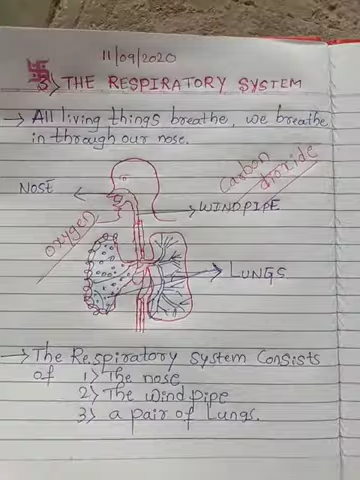 11/09/2020
3> THE RESPIRATORY SYSTEM
→ All living things breathe, we breathe
in through our nose.
Carbon
dioxide
NOSE
WINDPIPE
oxygen
LUNGS
→ The Respiratory System Consists
of 1> The nose
2> The wind pipe
3> a pair of Lungs.